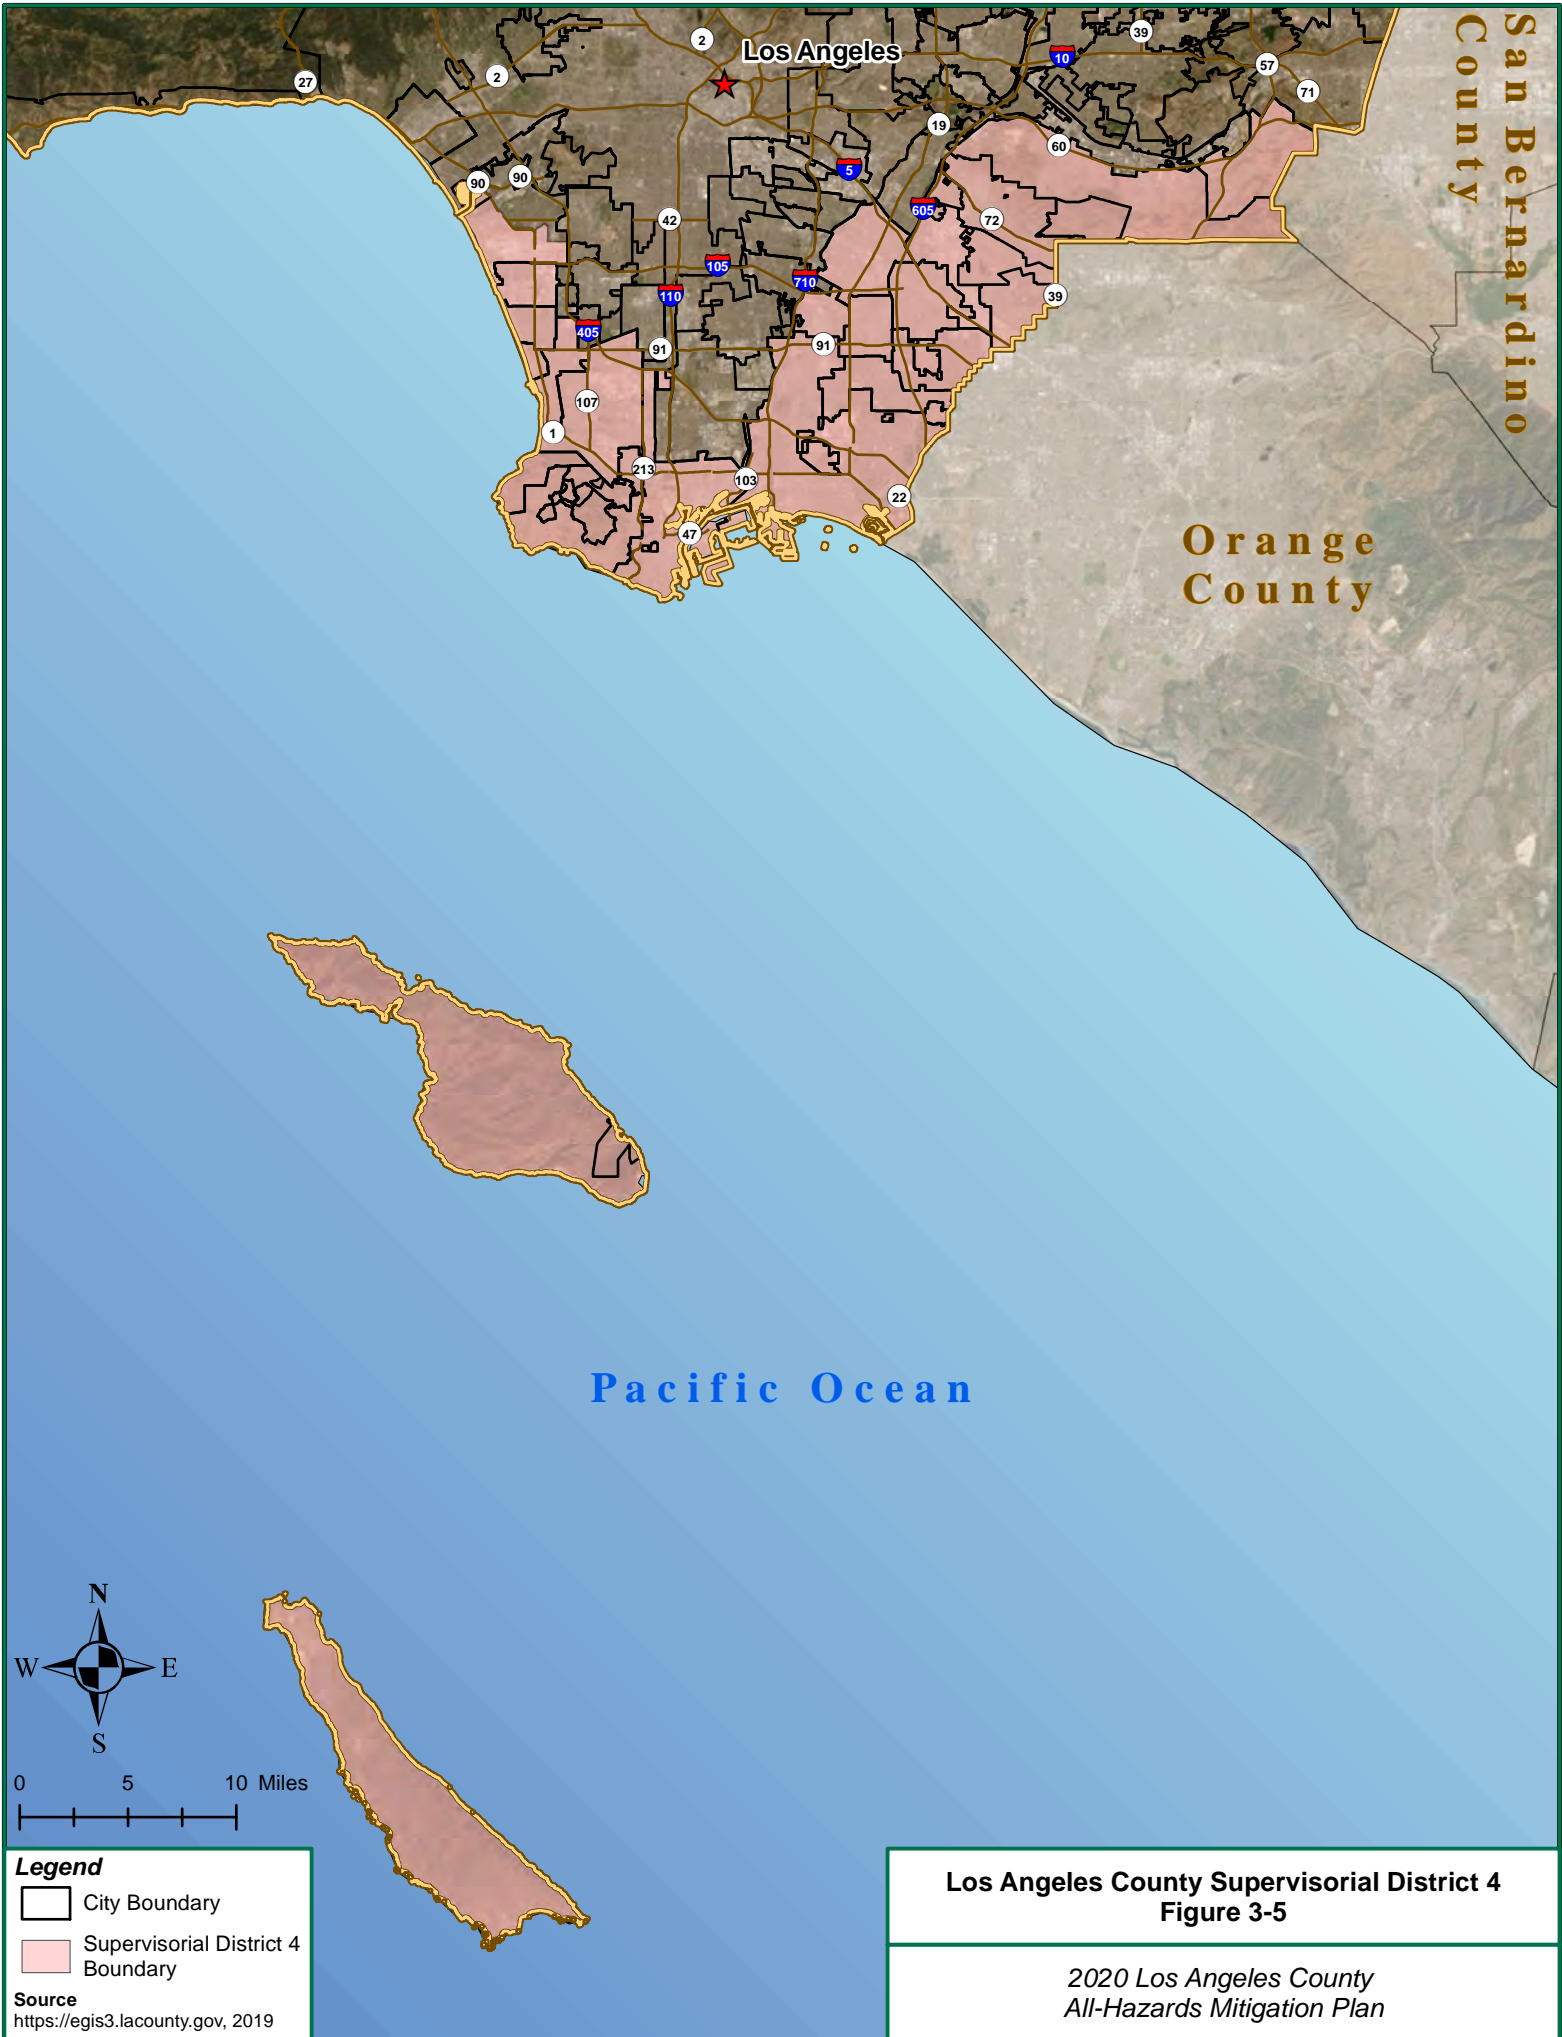 2
Los Angeles
39
10
57
27
2
71
19
60
5
90
90
605
72
42
105
710
110
39
405
91
91
107
1
213
103
22
47
San Bernardino
County
Orange
County
Pacific Ocean
N
W E
S
0 5 10 Miles
Legend
City Boundary
Supervisorial District 4
Boundary
Source
https://egis3.lacounty.gov, 2019
Los Angeles County Supervisorial District 4
Figure 3-5
2020 Los Angeles County
All-Hazards Mitigation Plan